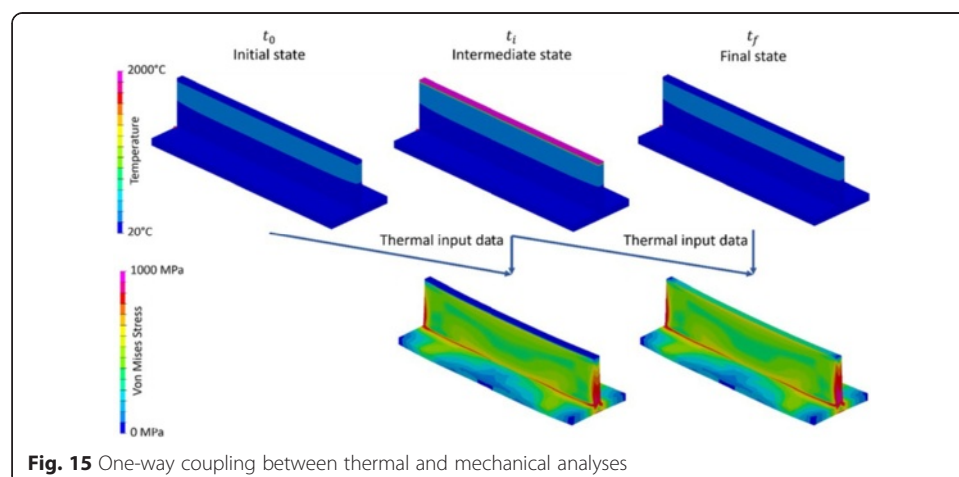 t₀
Initial state
tᵢ
Intermediate state
t_f
Final state
2000°C
Temperature
20°C
Thermal input data
Thermal input data
1000 MPa
Von Mises Stress
0 MPa
Fig. 15 One-way coupling between thermal and mechanical analyses